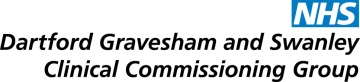 NHS
Dartford Gravesham and Swanley
Clinical Commissioning Group